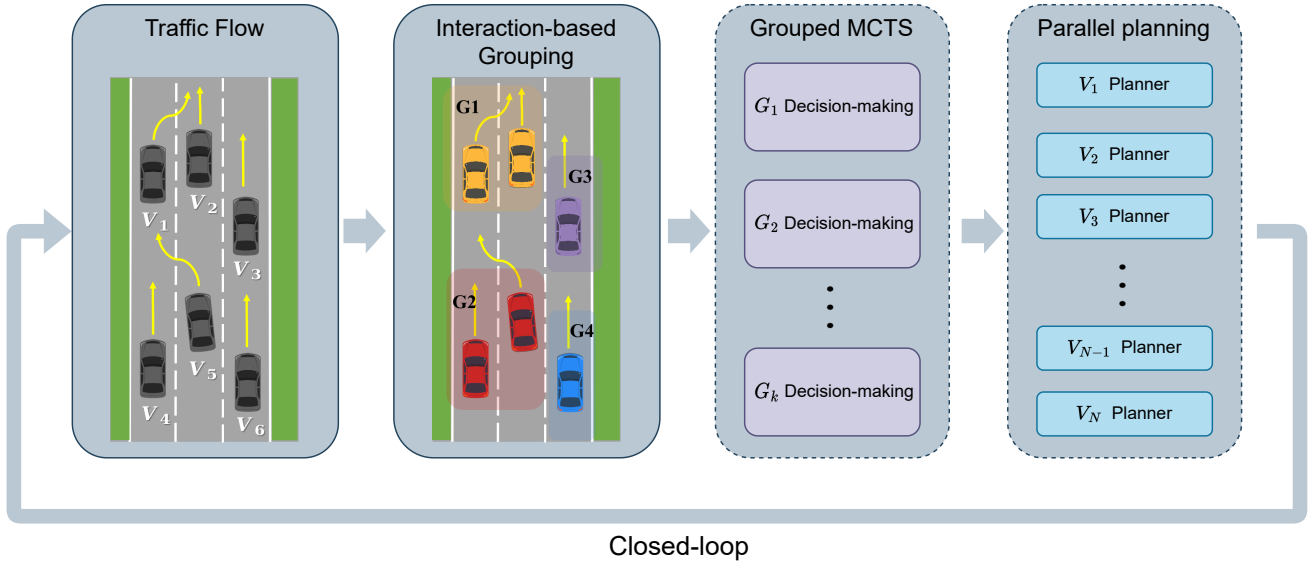 Traffic Flow
V₁
V₂
V₃
V₄
V₅
V₆
Interaction-based
Grouping
G1
G3
G2
G4
Grouped MCTS
G₁ Decision-making
G₂ Decision-making
Gₖ Decision-making
Parallel planning
V₁ Planner
V₂ Planner
V₃ Planner
V_{N−1} Planner
V_N Planner
Closed-loop